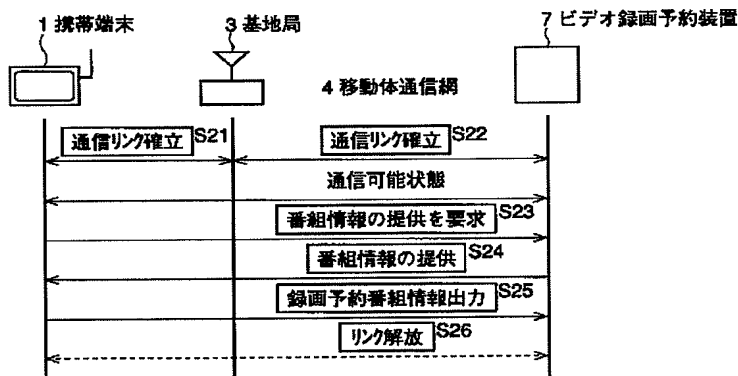 1 携帯端末
3 基地局
7 ビデオ録画予約装置
4 移動体通信網
通信リンク確立 S21
通信リンク確立 S22
通信可能状態
番組情報の提供を要求 S23
番組情報の提供 S24
録画予約番組情報出力 S25
リンク解放 S26